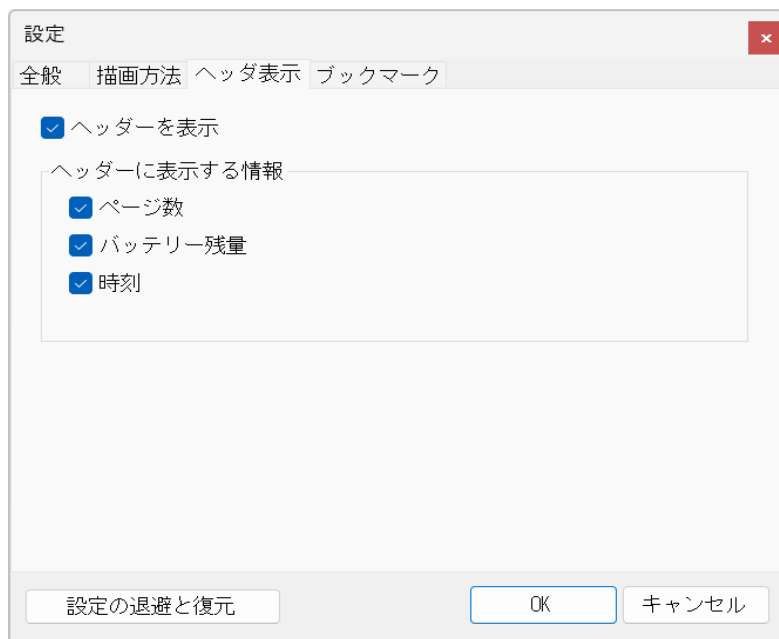 設定
全般 描画方法 ヘッダ表示 ブックマーク
ヘッダーを表示
ヘッダーに表示する情報
ページ数
バッテリー残量
時刻
設定の退避と復元 OK キャンセル